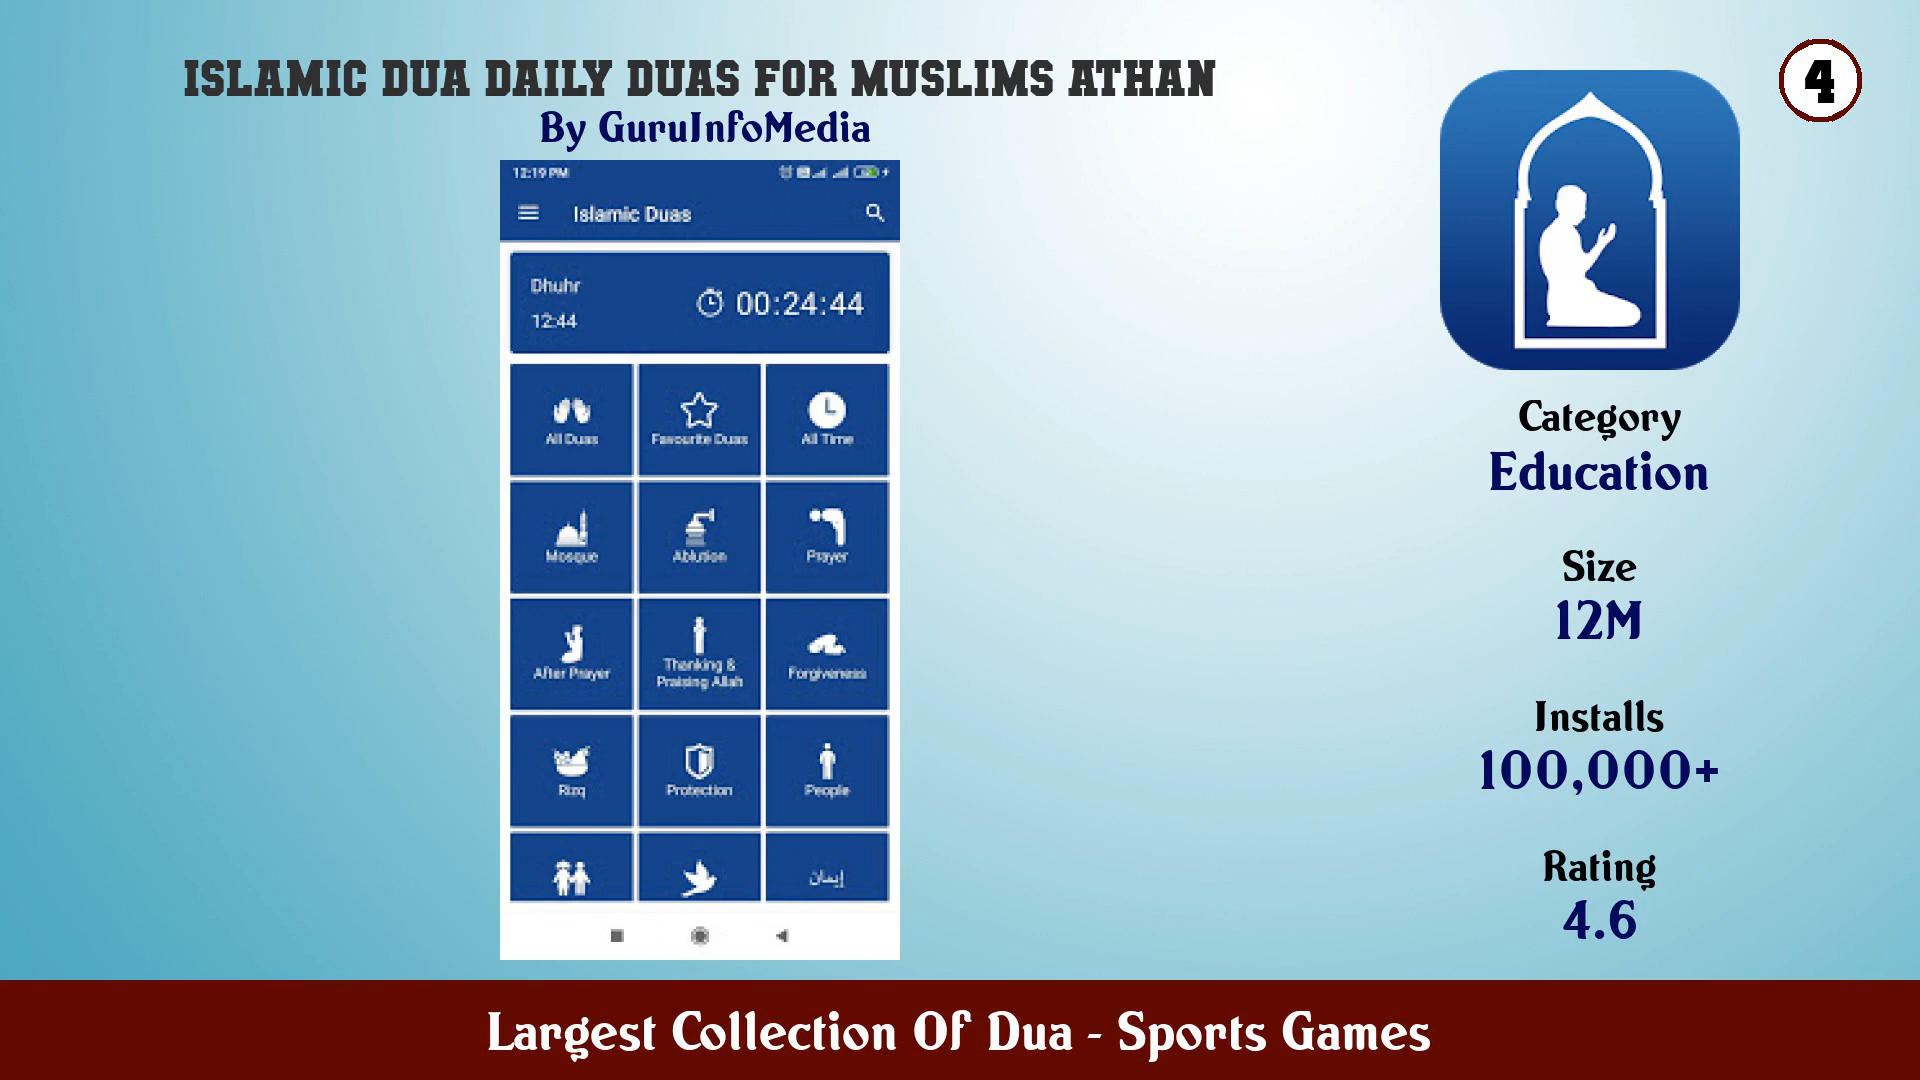 ISLAMIC DUA DAILY DUAS FOR MUSLIMS ATHAN
By GuruInfoMedia
4
12:19 PM
Islamic Duas
Dhuhr
12:44
00:24:44
All Duas
Favourite Duas
All Time
Mosque
Ablution
Prayer
After Prayer
Thanking &
Praising Allah
Forgiveness
Rizq
Protection
People
إيمان
Category
Education
Size
12M
Installs
100,000+
Rating
4.6
Largest Collection Of Dua - Sports Games